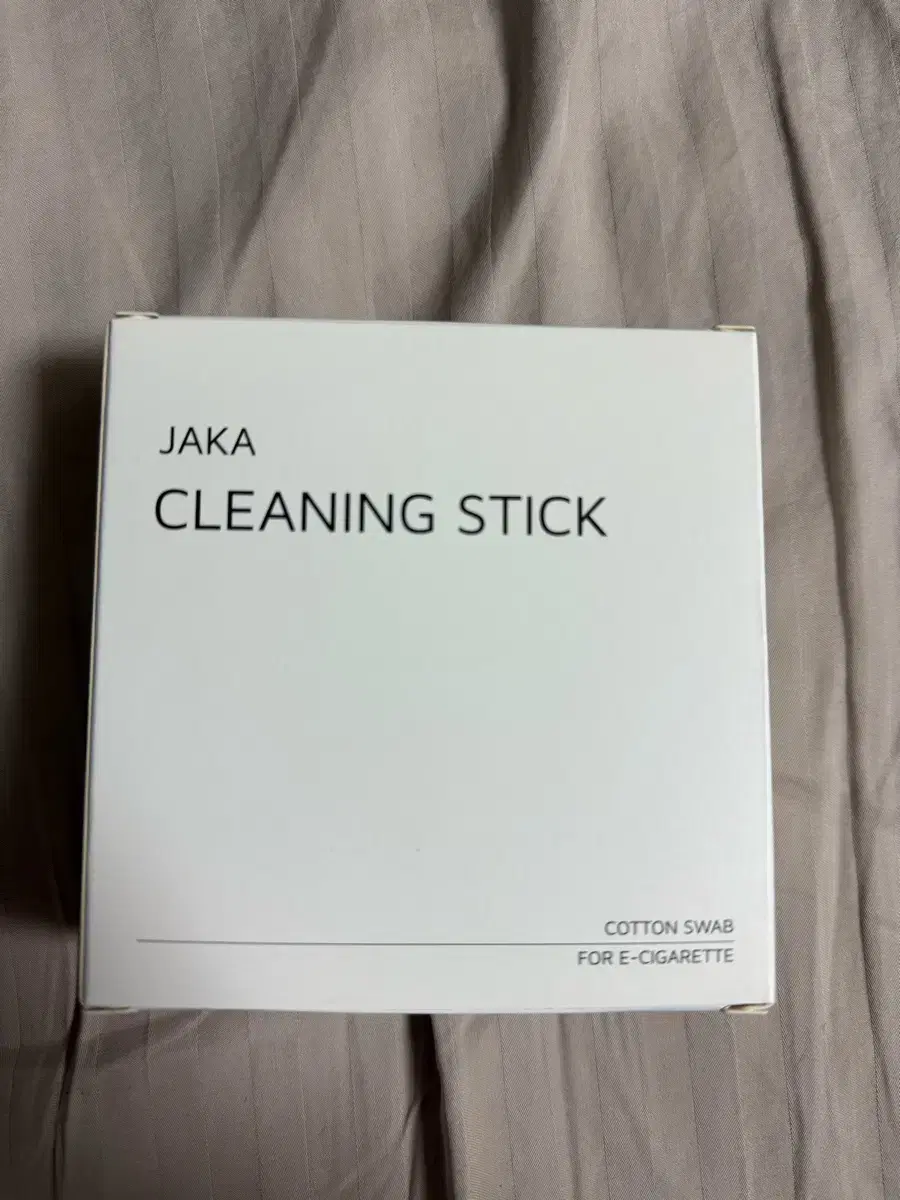 JAKA
CLEANING STICK
COTTON SWAB
FOR E-CIGARETTE